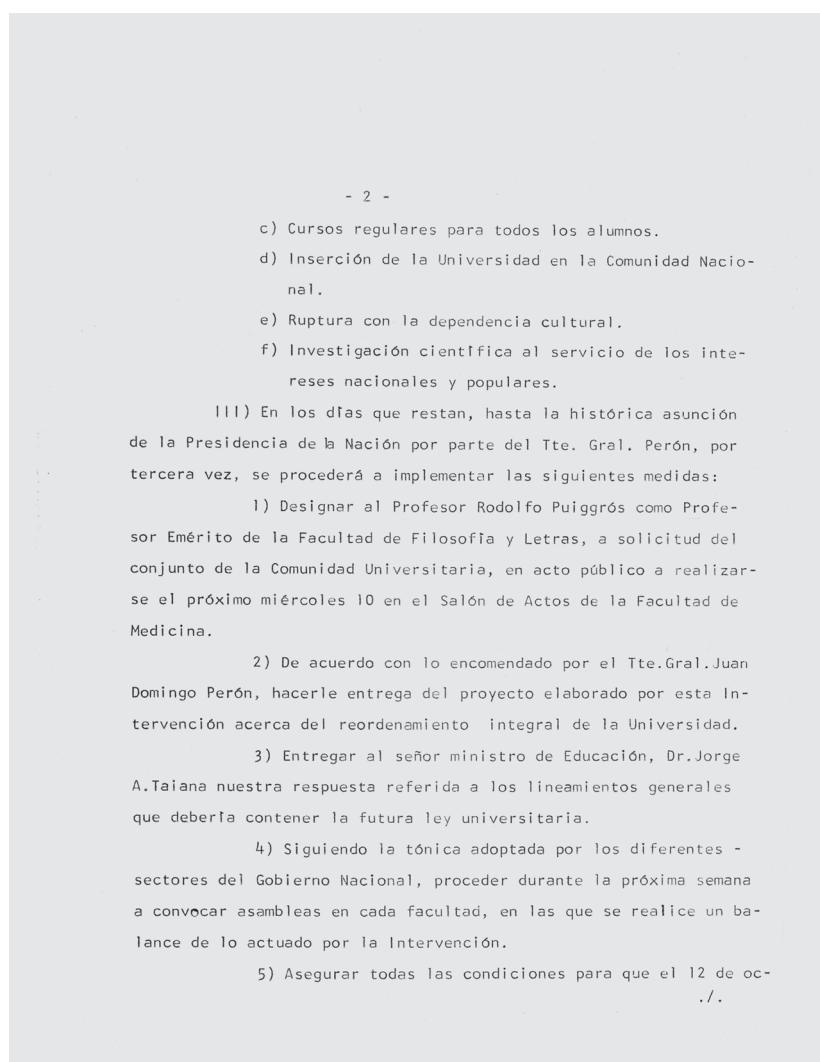 - 2 -
c) Cursos regulares para todos los alumnos.
d) Inserción de la Universidad en la Comunidad Nacio-
nal.
e) Ruptura con la dependencia cultural.
f) Investigación científica al servicio de los inte-
reses nacionales y populares.
III) En los días que restan, hasta la histórica asunción
de la Presidencia de la Nación por parte del Tte. Gral. Perón, por
tercera vez, se procederá a implementar las siguientes medidas:
1) Designar al Profesor Rodolfo Puiggrós como Profe-
sor Emérito de la Facultad de Filosofía y Letras, a solicitud del
conjunto de la Comunidad Universitaria, en acto público a realizar-
se el próximo miércoles 10 en el Salón de Actos de la Facultad de
Medicina.
2) De acuerdo con lo encomendado por el Tte.Gral.Juan
Domingo Perón, hacerle entrega del proyecto elaborado por esta In-
tervención acerca del reordenamiento integral de la Universidad.
3) Entregar al señor ministro de Educación, Dr.Jorge
A.Taiana nuestra respuesta referida a los lineamientos generales
que debería contener la futura ley universitaria.
4) Siguiendo la tónica adoptada por los diferentes -
sectores del Gobierno Nacional, proceder durante la próxima semana
a convocar asambleas en cada facultad, en las que se realice un ba-
lance de lo actuado por la Intervención.
5) Asegurar todas las condiciones para que el 12 de oc-
./.